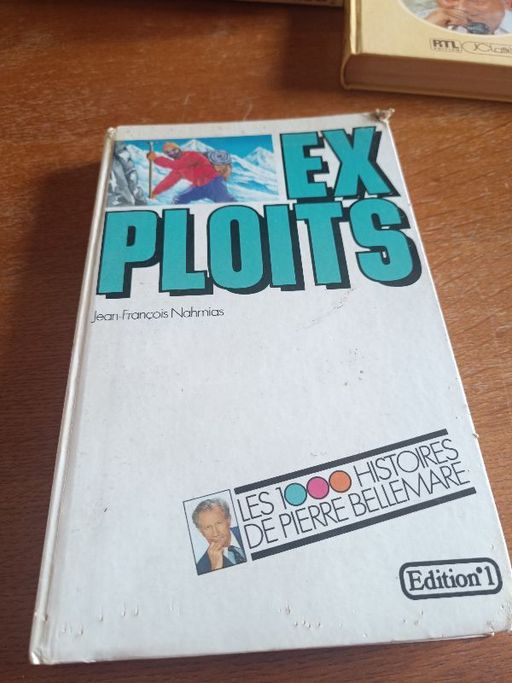 RTL
EX
PLOITS
Jean-François Nahmias
LES 1000 HISTOIRES
DE PIERRE BELLEMARE
Edition°1